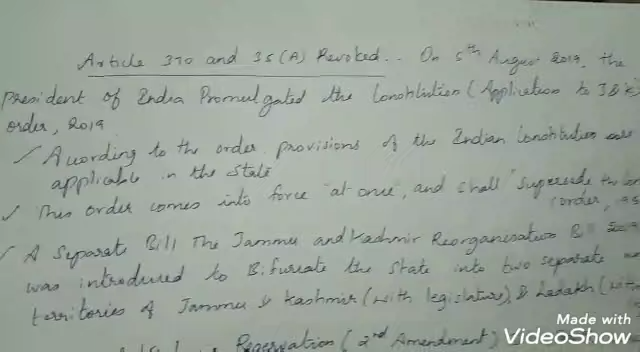 Article 370 and 35(A) Revoked.. On 5th August 2019, the
President of India Promulgated the Constitution (Application to J&K)
order, 2019
✓ According to the order provisions of the Indian Constitution are
applicable in the State
✓ This order comes into force "at once", and shall "supersede the
(order,
✓ A Separate Bill The Jammu and Kashmir Reorganisation Bill 2019
was introduced to Bifurcate the State into two separate
territories of Jammu & Kashmir (with legislature) & Ladakh (with
Reservation (2nd Amendment)
Made with
VideoShow